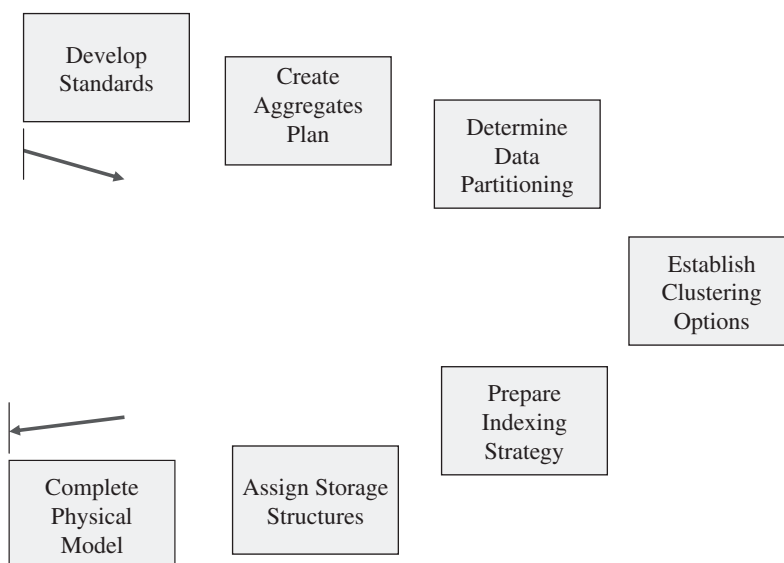 Develop
Standards
Create
Aggregates
Plan
Determine
Data
Partitioning
Establish
Clustering
Options
Prepare
Indexing
Strategy
Assign Storage
Structures
Complete
Physical
Model